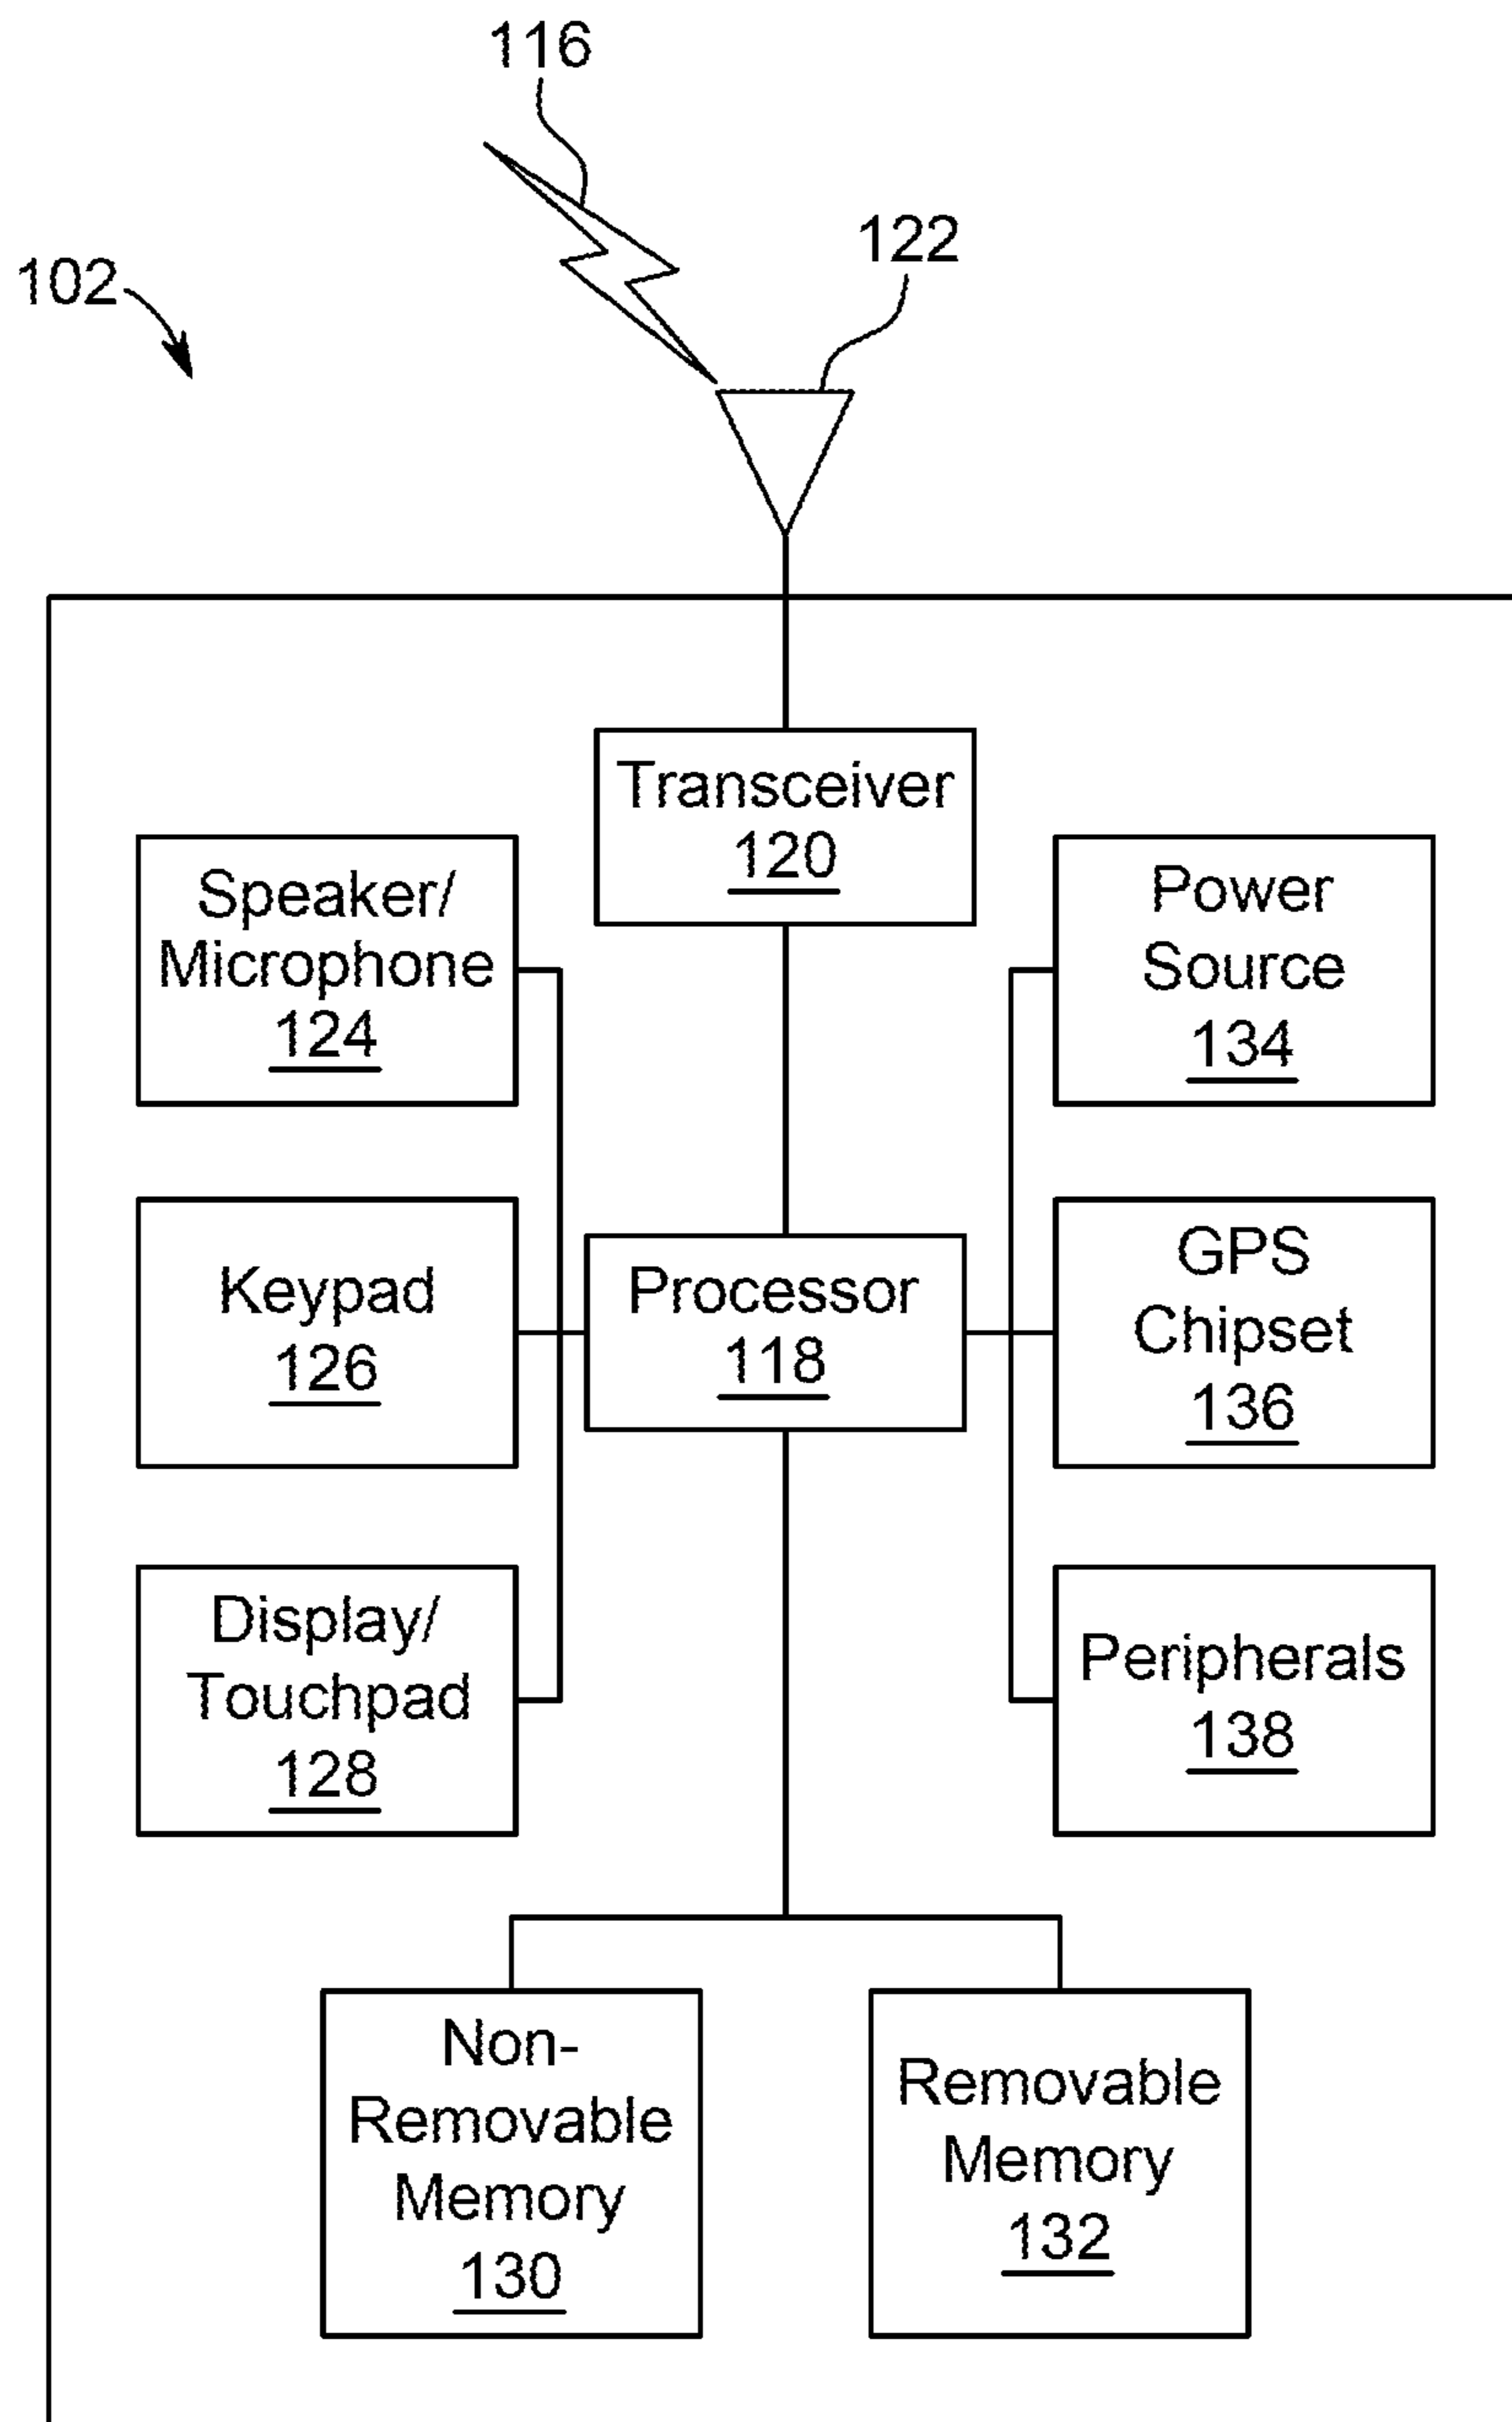 116
122
102
Transceiver
120
Speaker/
Microphone
124
Power
Source
134
Keypad
126
Processor
118
GPS
Chipset
136
Display/
Touchpad
128
Peripherals
138
Non-
Removable
Memory
130
Removable
Memory
132